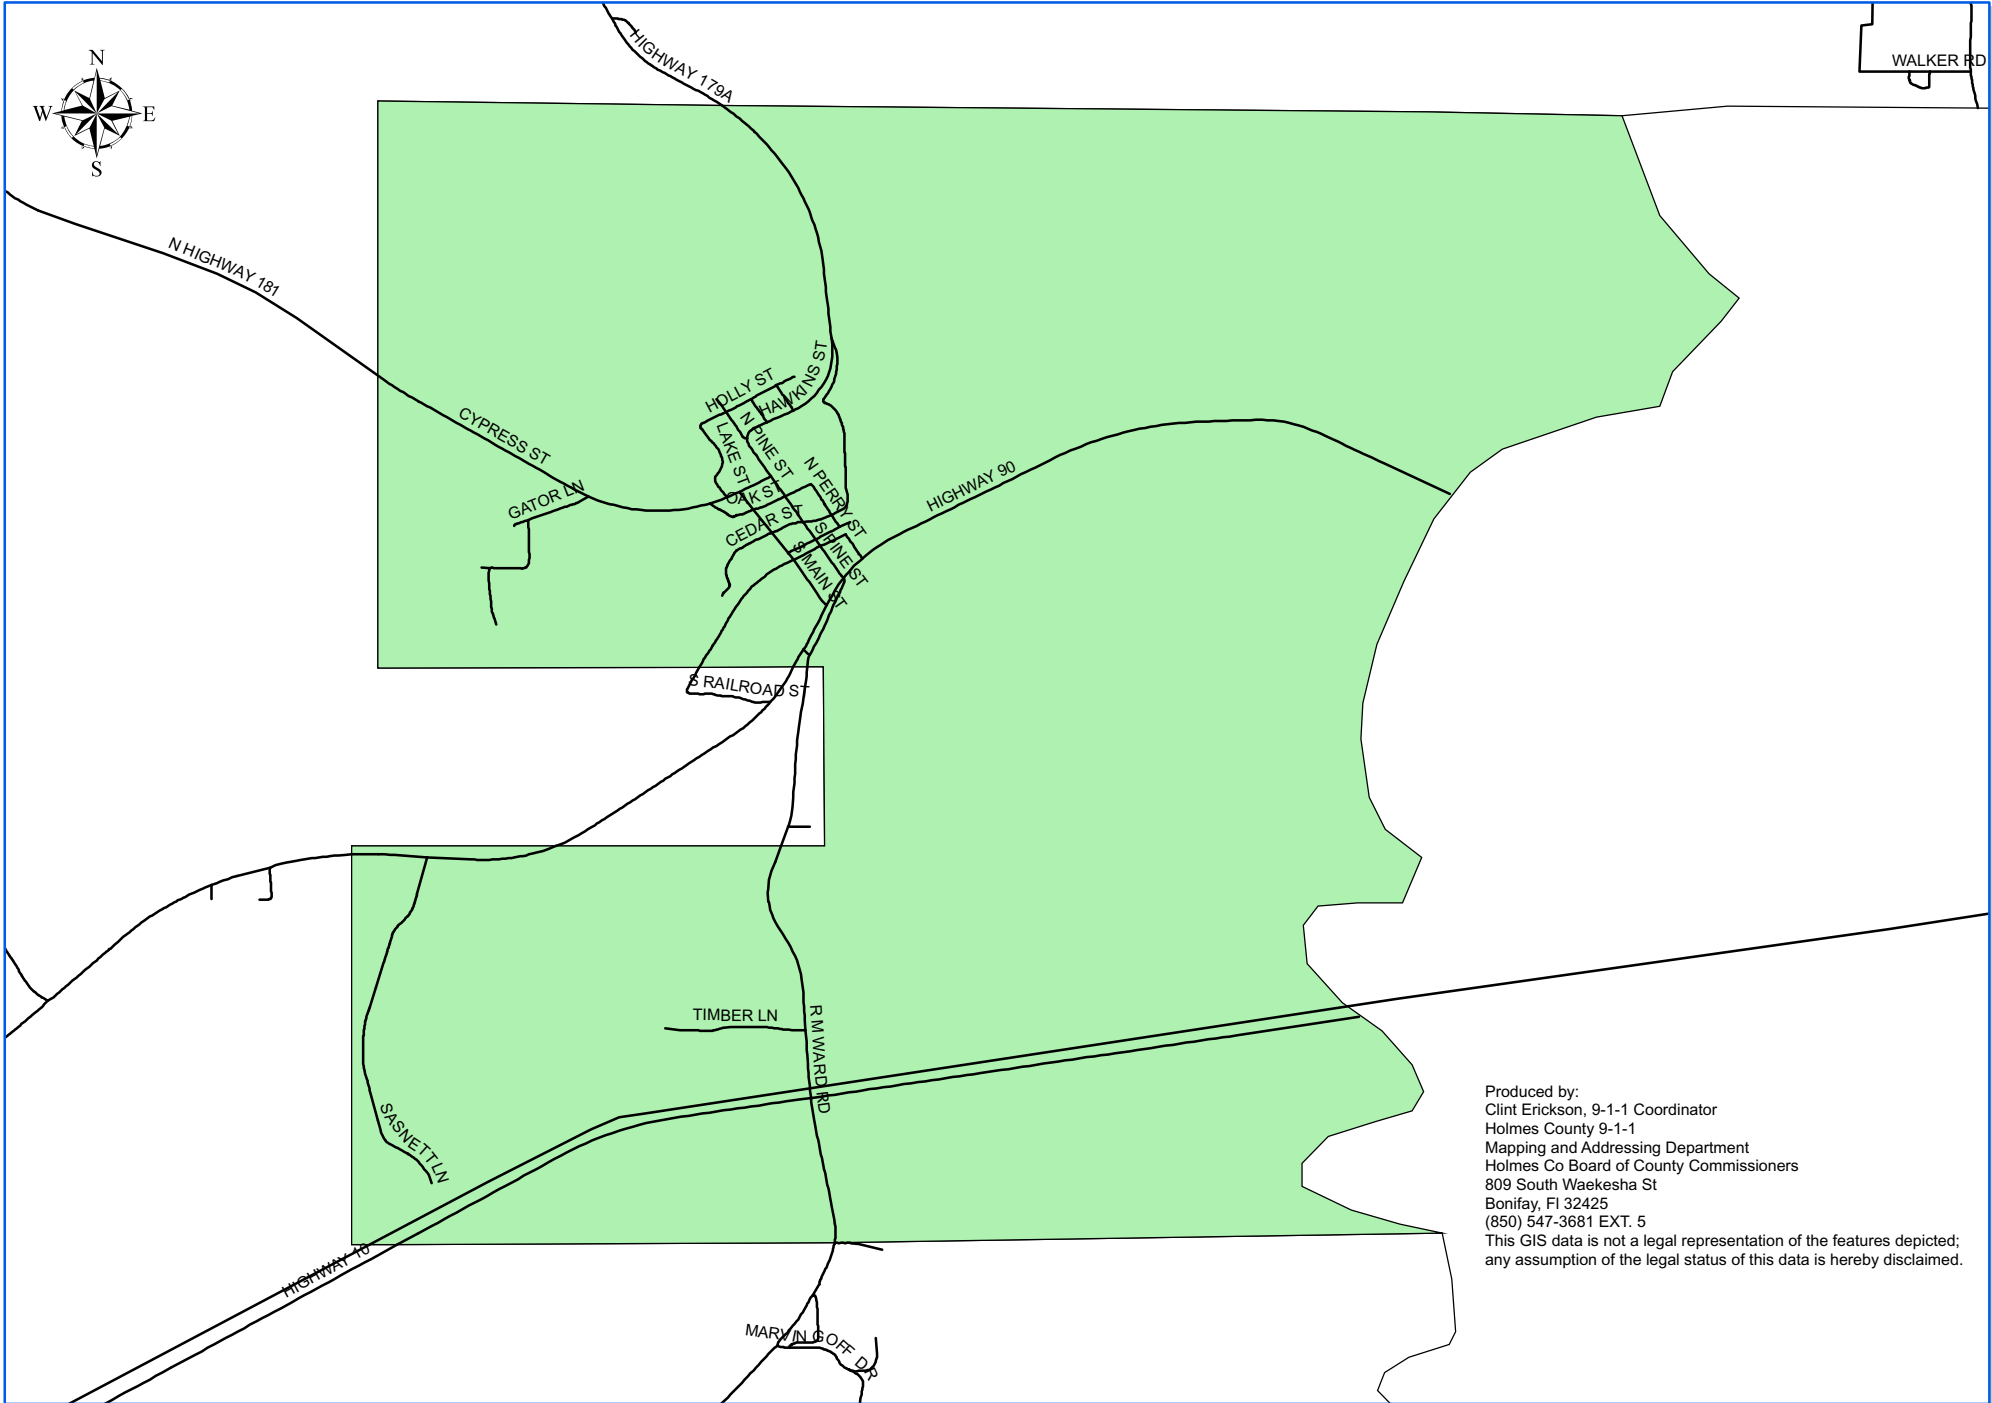 WALKER RD
HIGHWAY 179A
N
W
E
S
N HIGHWAY 181
HOLLY ST
HAWKINS ST
CYPRESS ST
LAKE ST
N PINE ST
N PERRY ST
HIGHWAY 90
GATOR LN
OAK ST
CEDAR ST
S PINE ST
S MAIN ST
S RAILROAD ST
TIMBER LN
R M WARD RD
SASNETT LN
HIGHWAY 10
MARVIN GOFF DR
Produced by:
Clint Erickson, 9-1-1 Coordinator
Holmes County 9-1-1
Mapping and Addressing Department
Holmes Co Board of County Commissioners
809 South Waekesha St
Bonifay, Fl 32425
(850) 547-3681 EXT. 5
This GIS data is not a legal representation of the features depicted;
any assumption of the legal status of this data is hereby disclaimed.